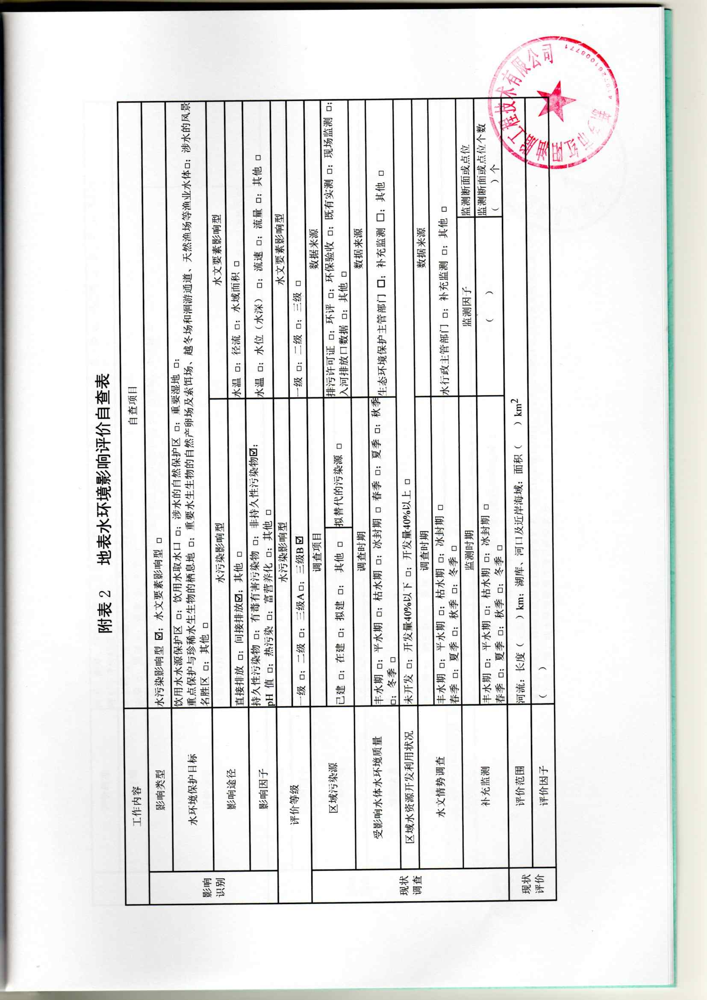 附表 2 地表水环境影响评价自查表
工作内容 自查项目
影响识别
影响类型 水污染影响型 ☑；水文要素影响型 □
水环境保护目标
饮用水水源保护区 □；饮用水取水口 □；涉水的自然保护区 □；重要湿地 □；
重点保护与珍稀水生生物的栖息地 □；重要水生生物的自然产卵场及索饵场、越冬场和洄游通道、天然渔场等渔业水体□；涉水的风景
名胜区 □；其他 □
影响途径
水污染影响型 水文要素影响型
直接排放 □；间接排放☑；其他 □ 水温 □；径流 □；水域面积 □
影响因子
持久性污染物 □；有毒有害污染物 □；非持久性污染物☑；
pH 值 □；热污染 □；富营养化 □；其他 □
水温 □；水位（水深） □；流速 □；流量 □；其他 □
评价等级
水污染影响型 水文要素影响型
一级 □；二级 □；三级A□；三级B☑ 一级 □；二级 □；三级 □
现状调查
区域污染源
调查项目 数据来源
已建 □；在建 □；拟建 □； 其他 □ 拟替代的污染源 □
排污许可证 □；环评 □；环保验收 □；既有实测 □；现场监测 □；
入河排放口数据 □；其他 □
受影响水体水环境质量
调查时期 数据来源
丰水期 □；平水期 □；枯水期 □；冰封期 □ 春季 □；夏季 □；秋季
□；冬季 □
生态环境保护主管部门 □；补充监测 □；其他 □
区域水资源开发利用状况 未开发 □；开发量40%以下 □；开发量40%以上 □
水文情势调查
调查时期 数据来源
丰水期 □；平水期 □；枯水期 □；冰封期 □
春季 □；夏季 □；秋季 □；冬季 □
水行政主管部门 □；补充监测 □；其他 □
补充监测
监测时期 监测因子 监测断面或点位
丰水期 □；平水期 □；枯水期 □；冰封期 □
春季 □；夏季 □；秋季 □；冬季 □
（ ）
监测断面或点位个数
（ ）个
现状评价
评价范围 河流：长度（ ）km；湖库、河口及近岸海域：面积（ ）km²
评价因子 （ ）
新乡市红阳油脂工程技术有限公司
4107261008771